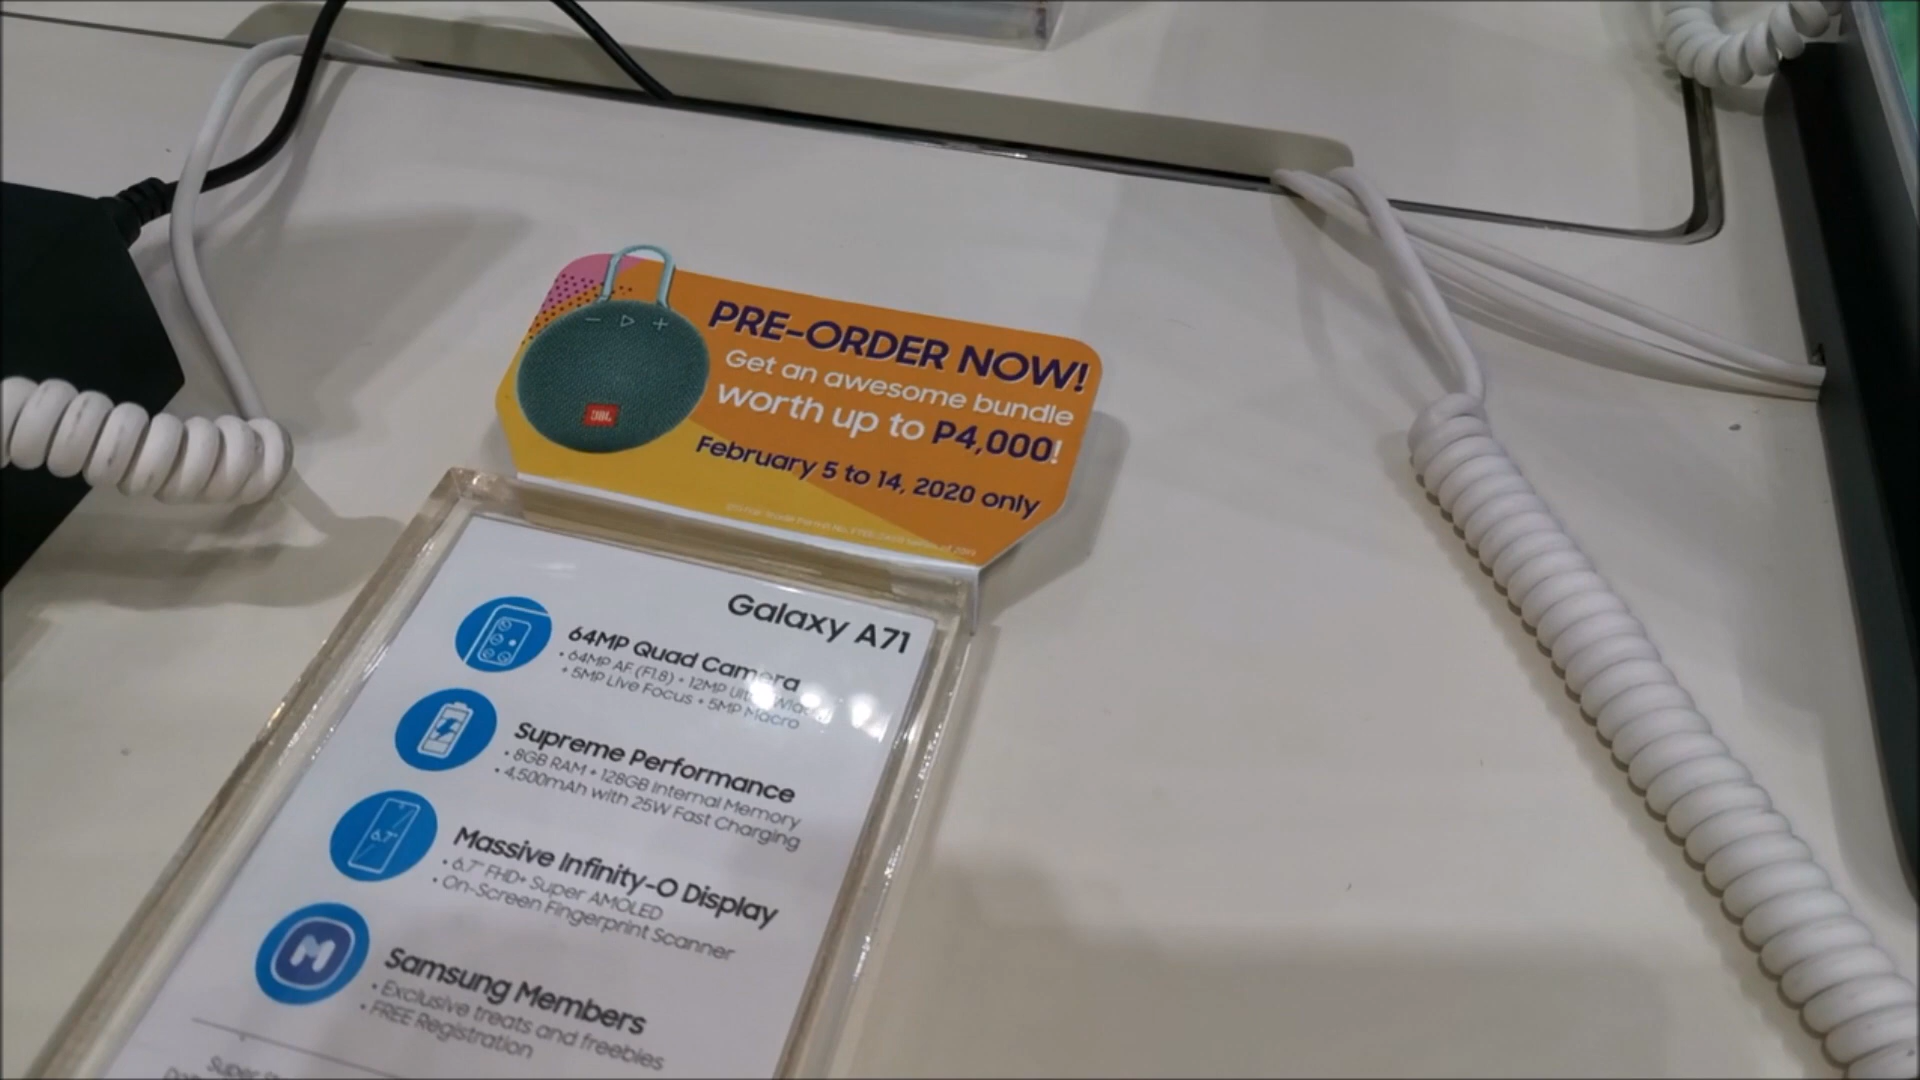 PRE-ORDER NOW!
Get an awesome bundle
worth up to P4,000!
JBL
February 5 to 14, 2020 only
Galaxy A71
64MP Quad Camera
• 64MP AF (F1.8) + 12MP Ultra Wide
+ 5MP Live Focus + 5MP Macro
Supreme Performance
• 8GB RAM + 128GB Internal Memory
• 4,500mAh with 25W Fast Charging
6.7"
Massive Infinity-O Display
• 6.7" FHD+ Super AMOLED
• On-Screen Fingerprint Scanner
Samsung Members
• Exclusive treats and freebies
• FREE Registration
Super